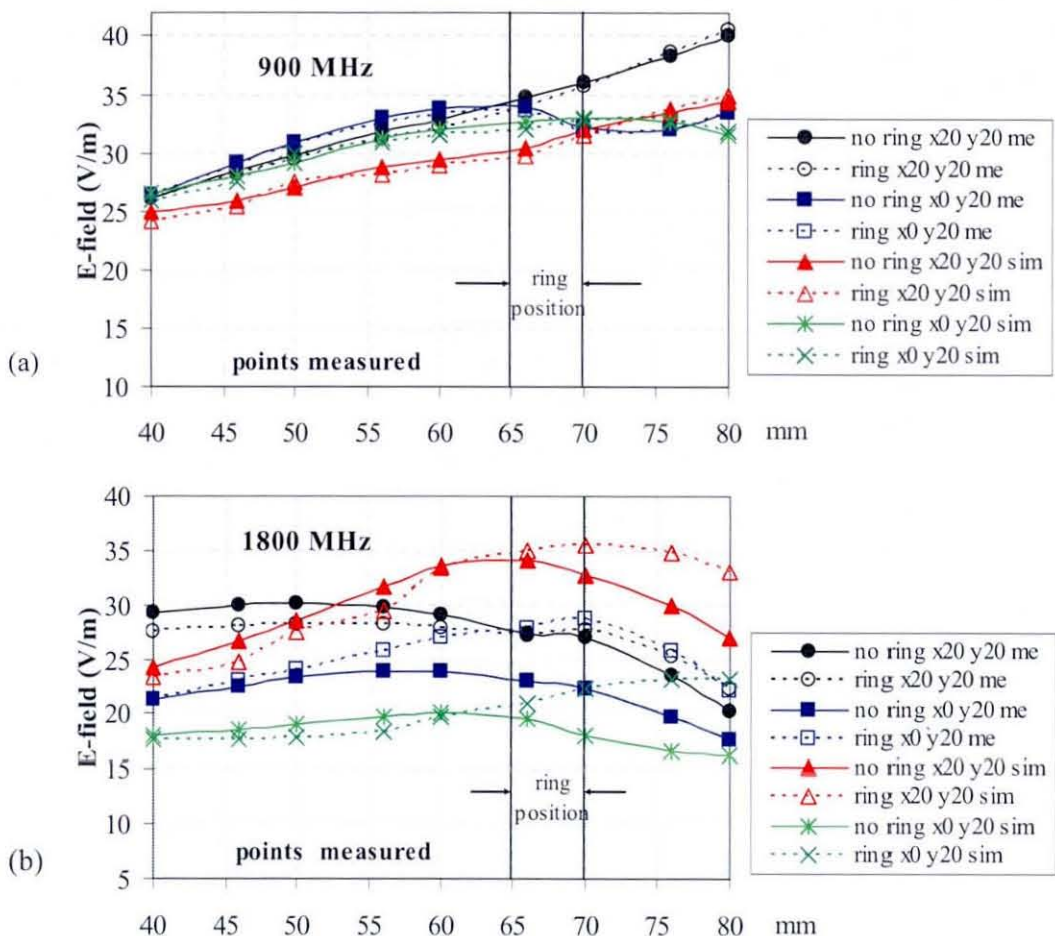 (a)
E-field (V/m)
40
35
30
25
20
15
10
900 MHz
ring
position
points measured
40 45 50 55 60 65 70 75 80 mm
no ring x20 y20 me
ring x20 y20 me
no ring x0 y20 me
ring x0 y20 me
no ring x20 y20 sim
ring x20 y20 sim
no ring x0 y20 sim
ring x0 y20 sim
(b)
E-field (V/m)
40
35
30
25
20
15
10
5
1800 MHz
ring
position
points measured
40 45 50 55 60 65 70 75 80 mm
no ring x20 y20 me
ring x20 y20 me
no ring x0 y20 me
ring x0 y20 me
no ring x20 y20 sim
ring x20 y20 sim
no ring x0 y20 sim
ring x0 y20 sim